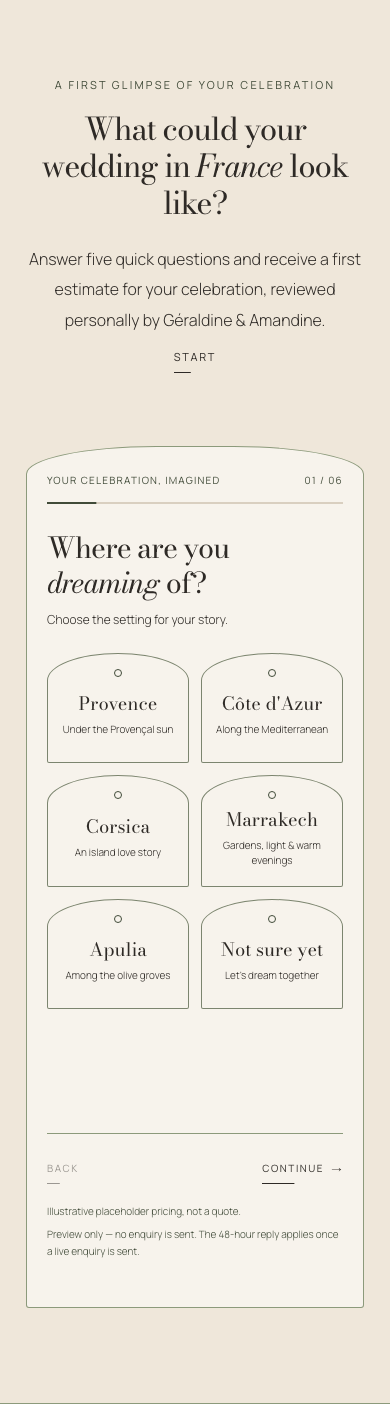 A FIRST GLIMPSE OF YOUR CELEBRATION
What could your
wedding in France look
like?
Answer five quick questions and receive a first
estimate for your celebration, reviewed
personally by Géraldine & Amandine.
START
YOUR CELEBRATION, IMAGINED
01 / 06
Where are you
dreaming of?
Choose the setting for your story.
Provence
Under the Provençal sun
Côte d'Azur
Along the Mediterranean
Corsica
An island love story
Marrakech
Gardens, light & warm
evenings
Apulia
Among the olive groves
Not sure yet
Let's dream together
BACK
CONTINUE →
Illustrative placeholder pricing, not a quote.
Preview only — no enquiry is sent. The 48-hour reply applies once
a live enquiry is sent.